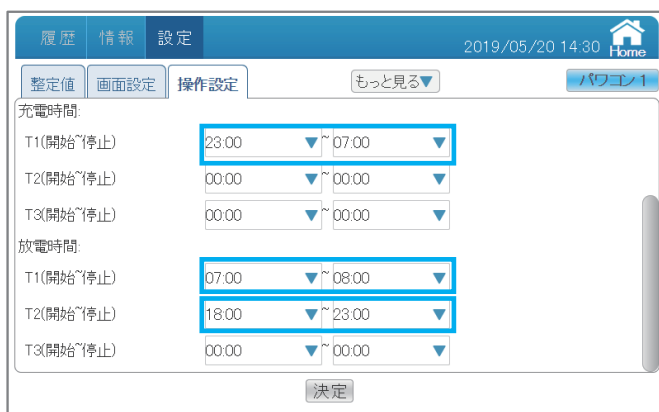 履歴 情報 設定
2019/05/20 14:30 Home
整定値 画面設定 操作設定 もっと見る▼ パワコン1
充電時間:
T1(開始~停止) 23:00 ▼ ~ 07:00 ▼
T2(開始~停止) 00:00 ▼ ~ 00:00 ▼
T3(開始~停止) 00:00 ▼ ~ 00:00 ▼
放電時間:
T1(開始~停止) 07:00 ▼ ~ 08:00 ▼
T2(開始~停止) 18:00 ▼ ~ 23:00 ▼
T3(開始~停止) 00:00 ▼ ~ 00:00 ▼
決定